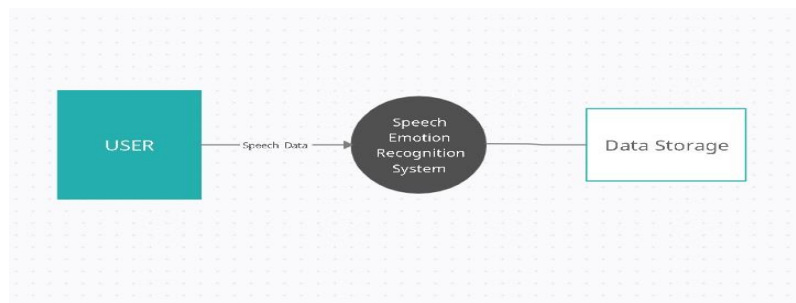 USER
Speech Data
Speech
Emotion
Recognition
System
Data Storage